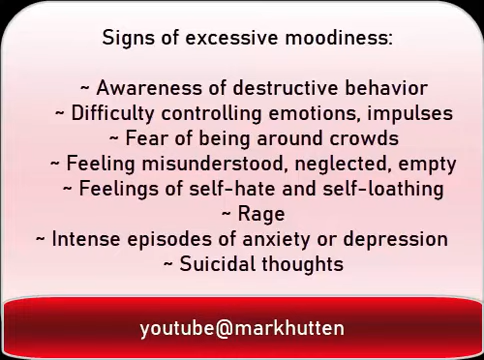 Signs of excessive moodiness:
~ Awareness of destructive behavior
~ Difficulty controlling emotions, impulses
~ Fear of being around crowds
~ Feeling misunderstood, neglected, empty
~ Feelings of self-hate and self-loathing
~ Rage
~ Intense episodes of anxiety or depression
~ Suicidal thoughts
youtube@markhutten